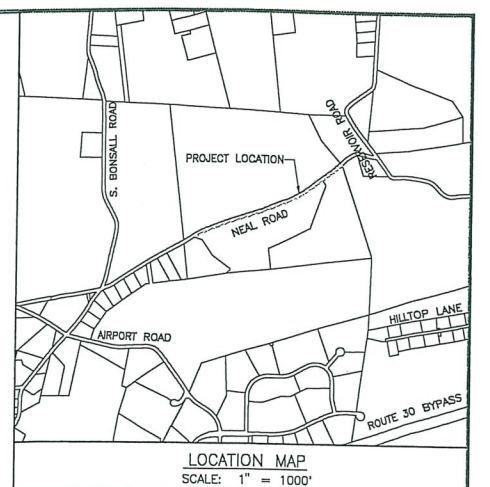 S. BONSALL ROAD
RESERVOIR ROAD
PROJECT LOCATION
NEAL ROAD
HILLTOP LANE
AIRPORT ROAD
ROUTE 30 BYPASS
LOCATION MAP
SCALE: 1" = 1000'